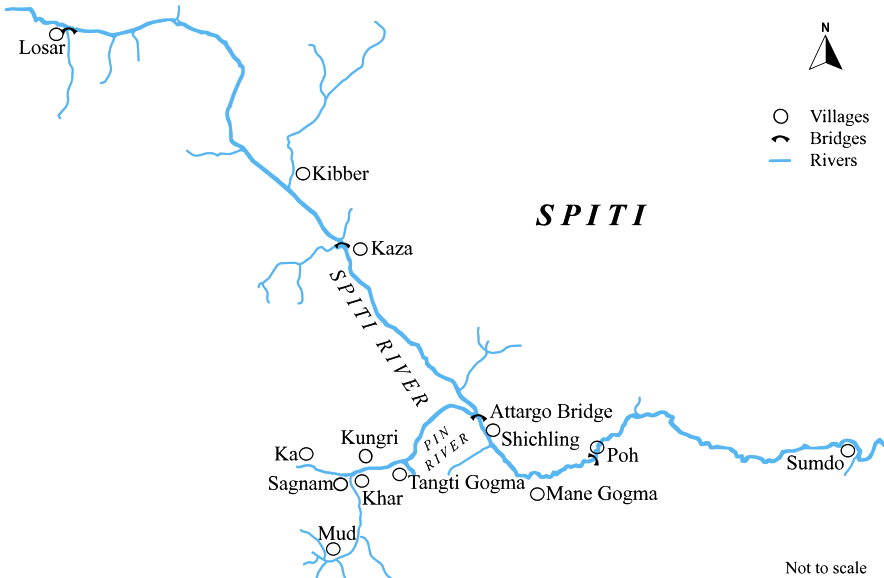 N
Losar
Villages
Bridges
Rivers
Kibber
SPITI
Kaza
SPITI RIVER
Attargo Bridge
PIN
RIVER
Shichling
Kungri
Ka
Poh
Sumdo
Sagnam
Khar
Tangti Gogma
Mane Gogma
Mud
Not to scale